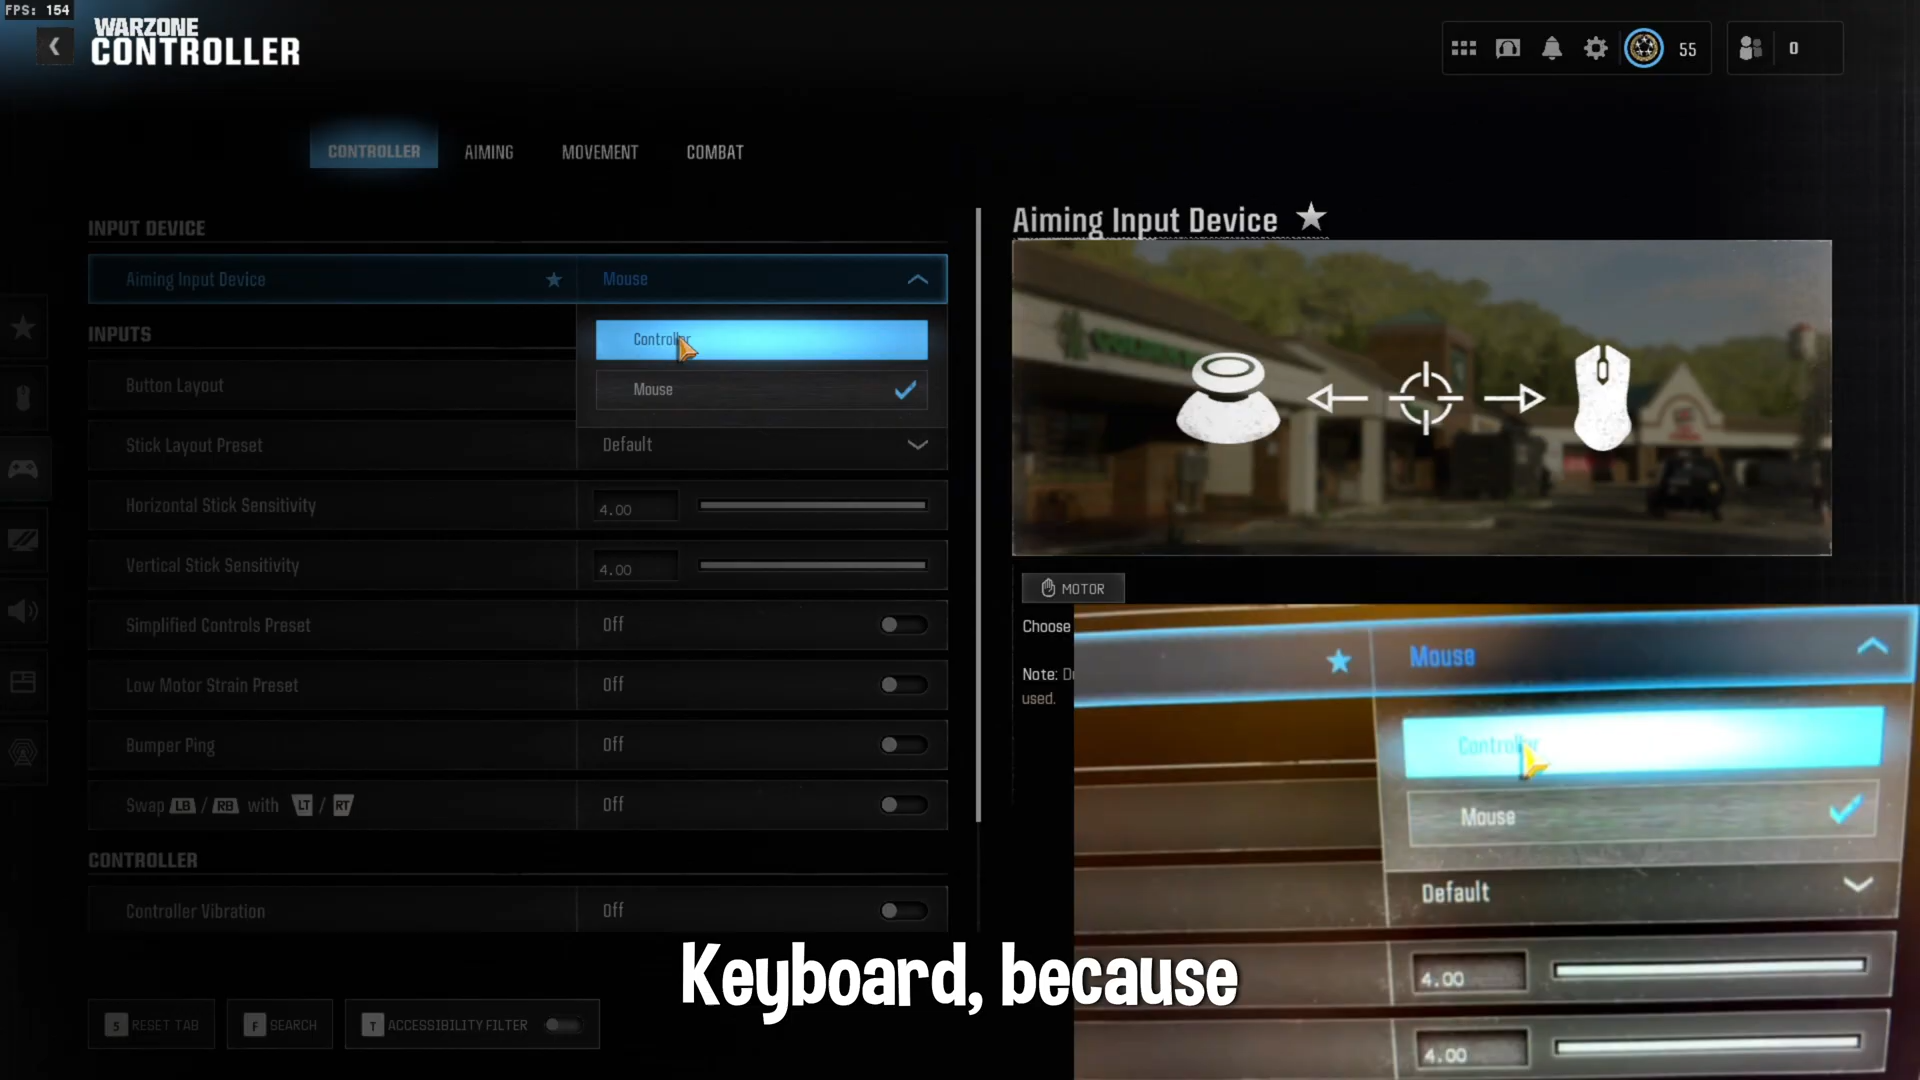 FPS: 154
WARZONE
CONTROLLER
55
0
CONTROLLER
AIMING
MOVEMENT
COMBAT
INPUT DEVICE
Aiming Input Device
Mouse
Controller
Mouse
INPUTS
Button Layout
Stick Layout Preset
Default
Horizontal Stick Sensitivity
4.00
Vertical Stick Sensitivity
4.00
Simplified Controls Preset
Off
Low Motor Strain Preset
Off
Bumper Ping
Off
Swap LB / RB with LT / RT
Off
CONTROLLER
Controller Vibration
Off
S RESET TAB
F SEARCH
T ACCESSIBILITY FILTER
Aiming Input Device
MOTOR
Choose
Note:
used.
Mouse
Controller
Mouse
Default
4.00
4.00
Keyboard, because